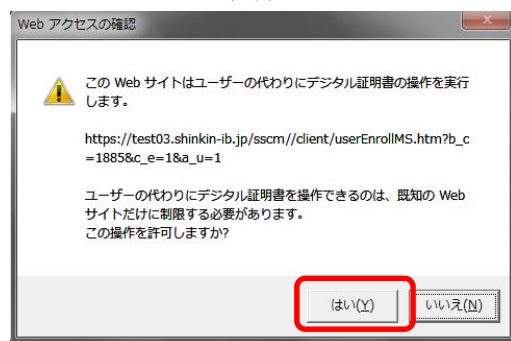 Web アクセスの確認
この Web サイトはユーザーの代わりにデジタル証明書の操作を実行
します。
https://test03.shinkin-ib.jp/sscm//client/userEnrollMS.htm?b_c
=1885&c_e=1&a_u=1
ユーザーの代わりにデジタル証明書を操作できるのは、既知の Web
サイトだけに制限する必要があります。
この操作を許可しますか?
はい(Y) いいえ(N)